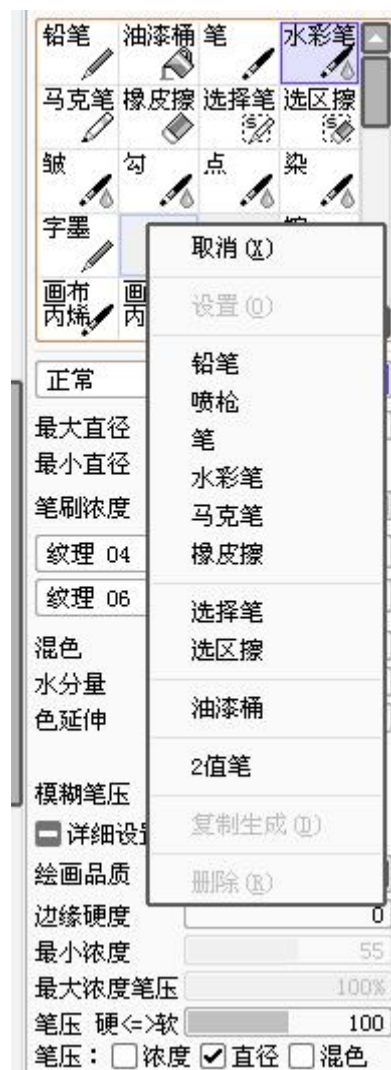 铅笔 油漆桶 笔 水彩笔
马克笔 橡皮擦 选择笔 选区擦
皴 勾 点 染
字墨
画布 画
丙烯 丙
取消(X)
设置(O)
铅笔
喷枪
笔
水彩笔
马克笔
橡皮擦
选择笔
选区擦
油漆桶
2值笔
复制生成(D)
删除(R)
正常
最大直径
最小直径
笔刷浓度
纹理 04
纹理 06
混色
水分量
色延伸
模糊笔压
详细设
绘画品质
边缘硬度 0
最小浓度 55
最大浓度笔压 100%
笔压 硬<=>软 100
笔压: 浓度 直径 混色